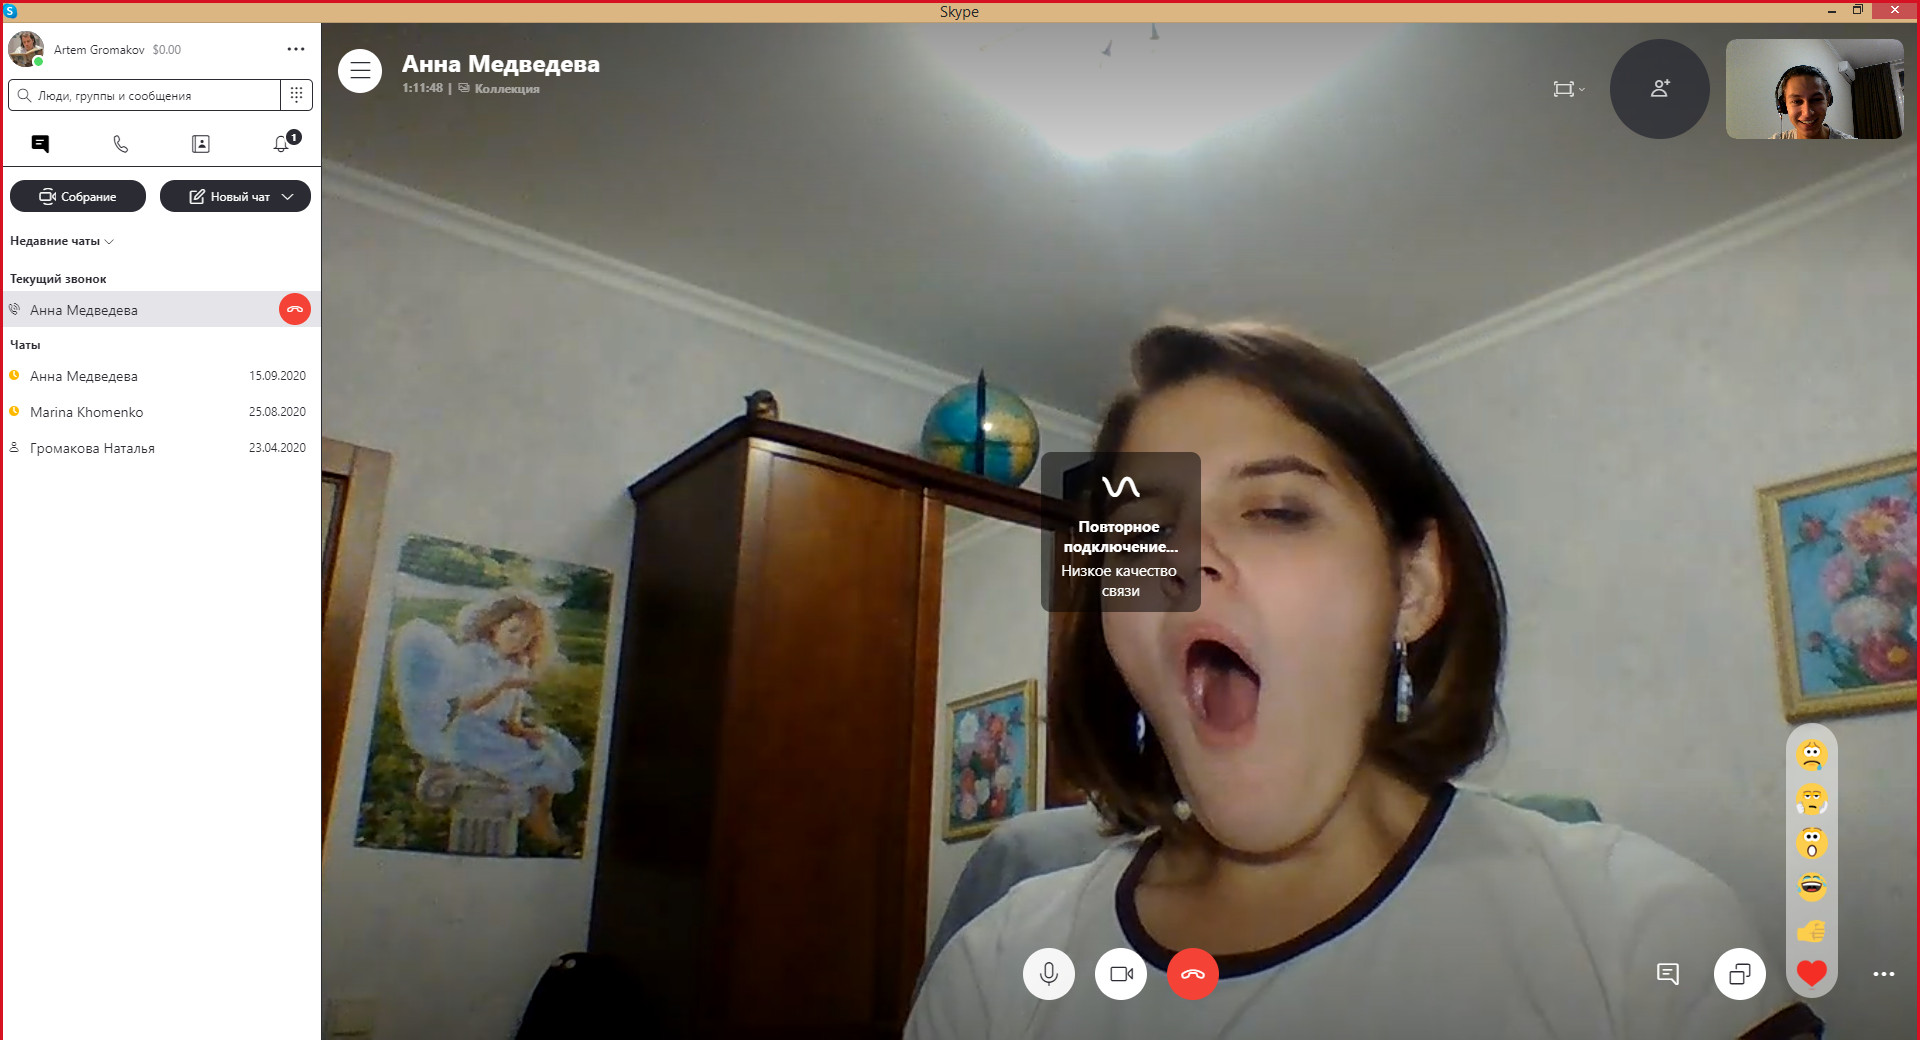 Skype
Artem Gromakov $0.00
Люди, группы и сообщения
1
Собрание
Новый чат
Недавние чаты
Текущий звонок
Анна Медведева
Чаты
Анна Медведева 15.09.2020
Marina Khomenko 25.08.2020
Громакова Наталья 23.04.2020
Анна Медведева
1:11:48 | Коллекция
Повторное
подключение...
Низкое качество
связи